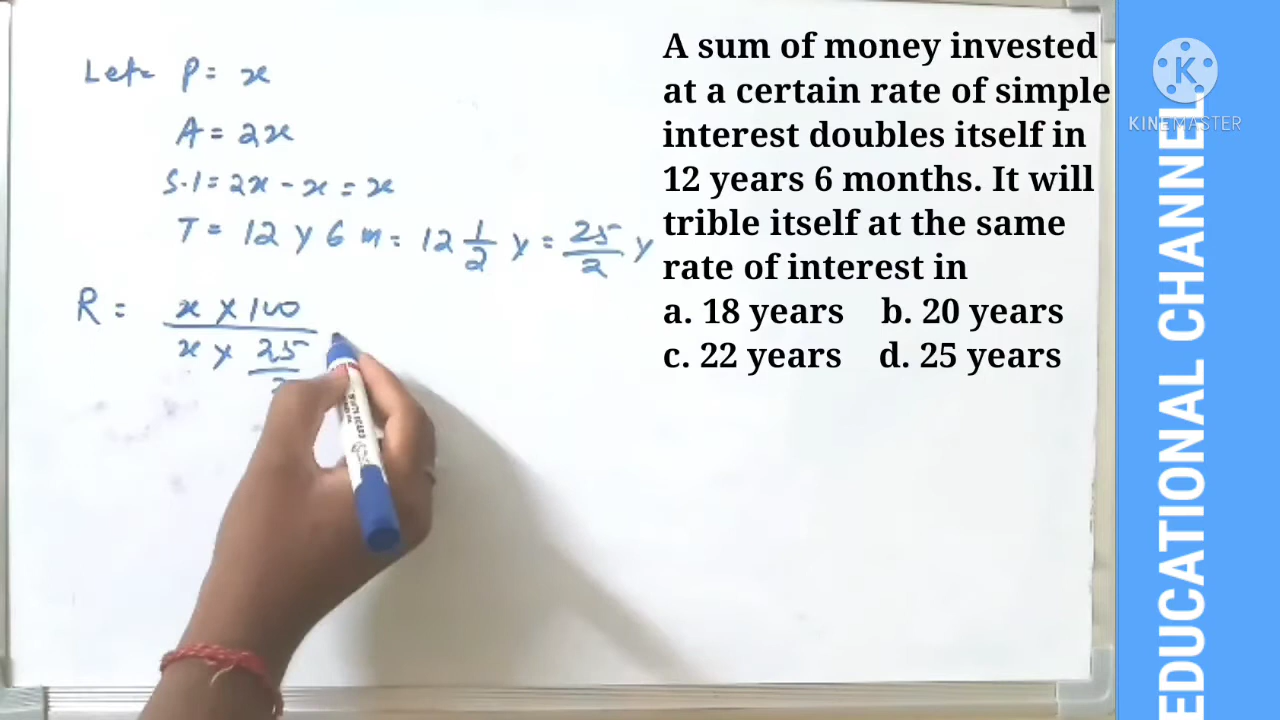 Let P = x
A = 2x
S.I = 2x - x = x
T = 12 y 6 m = 12 1/2 y = 25/2 y
R = x × 100
x × 25
A sum of money invested
at a certain rate of simple
interest doubles itself in
12 years 6 months. It will
trible itself at the same
rate of interest in
a. 18 years b. 20 years
c. 22 years d. 25 years
K
KINEMASTER
EDUCATIONAL CHANNEL